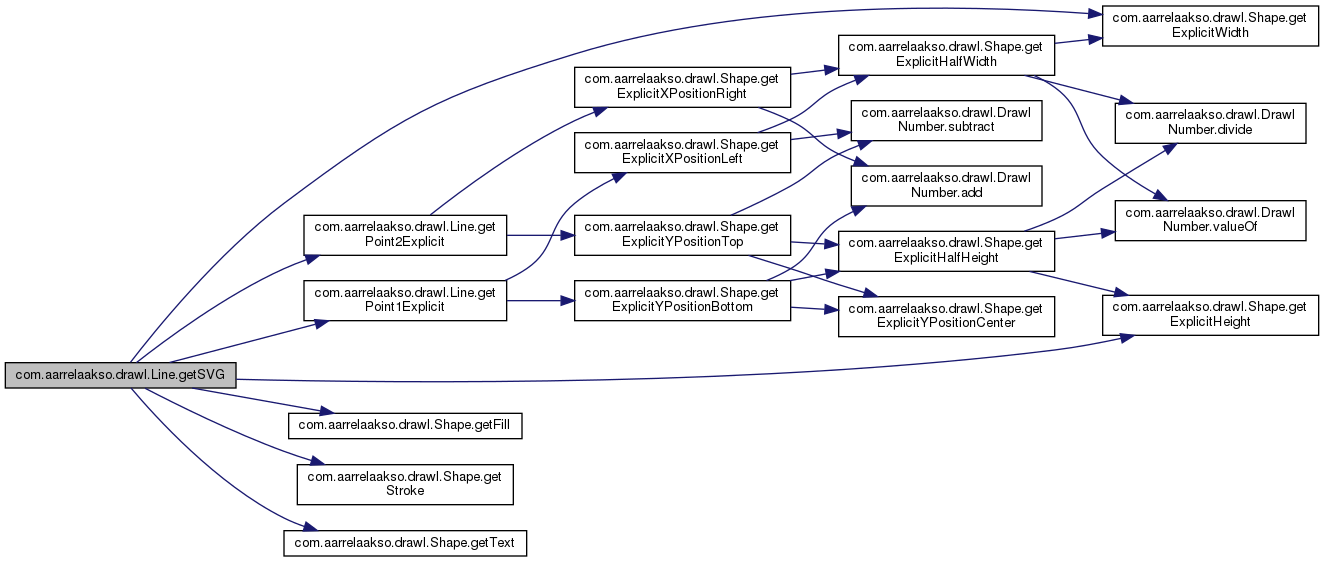 com.aarrelaakso.drawl.Shape.get
ExplicitWidth
com.aarrelaakso.drawl.Shape.get
ExplicitHalfWidth
com.aarrelaakso.drawl.Shape.get
ExplicitXPositionRight
com.aarrelaakso.drawl.Drawl
Number.subtract
com.aarrelaakso.drawl.Drawl
Number.divide
com.aarrelaakso.drawl.Shape.get
ExplicitXPositionLeft
com.aarrelaakso.drawl.Drawl
Number.add
com.aarrelaakso.drawl.Line.get
Point2Explicit
com.aarrelaakso.drawl.Shape.get
ExplicitYPositionTop
com.aarrelaakso.drawl.Shape.get
ExplicitHalfHeight
com.aarrelaakso.drawl.Drawl
Number.valueOf
com.aarrelaakso.drawl.Line.get
Point1Explicit
com.aarrelaakso.drawl.Shape.get
ExplicitYPositionBottom
com.aarrelaakso.drawl.Shape.get
ExplicitYPositionCenter
com.aarrelaakso.drawl.Shape.get
ExplicitHeight
com.aarrelaakso.drawl.Line.getSVG
com.aarrelaakso.drawl.Shape.getFill
com.aarrelaakso.drawl.Shape.get
Stroke
com.aarrelaakso.drawl.Shape.getText